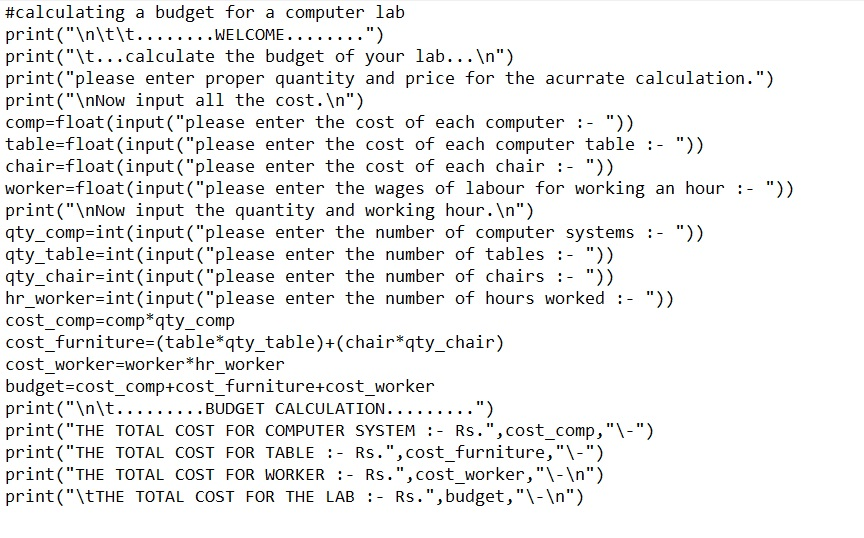 #calculating a budget for a computer lab
print("\n\t\t........WELCOME........")
print("\t...calculate the budget of your lab...\n")
print("please enter proper quantity and price for the acurrate calculation.")
print("\nNow input all the cost.\n")
comp=float(input("please enter the cost of each computer :- "))
table=float(input("please enter the cost of each computer table :- "))
chair=float(input("please enter the cost of each chair :- "))
worker=float(input("please enter the wages of labour for working an hour :- "))
print("\nNow input the quantity and working hour.\n")
qty_comp=int(input("please enter the number of computer systems :- "))
qty_table=int(input("please enter the number of tables :- "))
qty_chair=int(input("please enter the number of chairs :- "))
hr_worker=int(input("please enter the number of hours worked :- "))
cost_comp=comp*qty_comp
cost_furniture=(table*qty_table)+(chair*qty_chair)
cost_worker=worker*hr_worker
budget=cost_comp+cost_furniture+cost_worker
print("\n\t.........BUDGET CALCULATION.........")
print("THE TOTAL COST FOR COMPUTER SYSTEM :- Rs.",cost_comp,"\-")
print("THE TOTAL COST FOR TABLE :- Rs.",cost_furniture,"\-")
print("THE TOTAL COST FOR WORKER :- Rs.",cost_worker,"\-\n")
print("\tTHE TOTAL COST FOR THE LAB :- Rs.",budget,"\-\n")